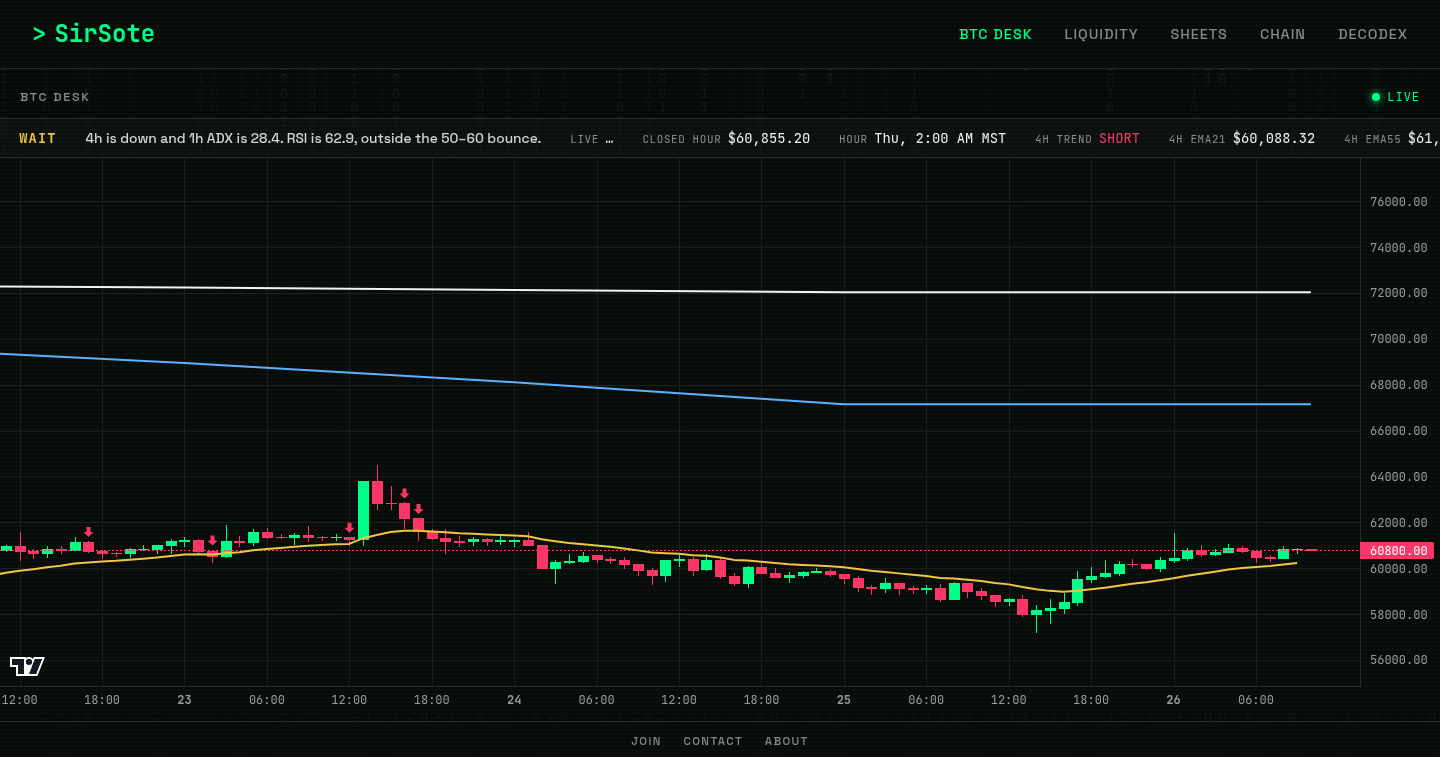 > SirSote
BTC DESK LIQUIDITY SHEETS CHAIN DECODEX
BTC DESK
LIVE
WAIT 4h is down and 1h ADX is 28.4. RSI is 62.9, outside the 50–60 bounce. LIVE … CLOSED HOUR $60,855.20 HOUR Thu, 2:00 AM MST 4H TREND SHORT 4H EMA21 $60,088.32 4H EMA55 $61,
76000.00
74000.00
72000.00
70000.00
68000.00
66000.00
64000.00
62000.00
60800.00
60000.00
58000.00
56000.00
12:00 18:00 23 06:00 12:00 18:00 24 06:00 12:00 18:00 25 06:00 12:00 18:00 26 06:00
JOIN CONTACT ABOUT